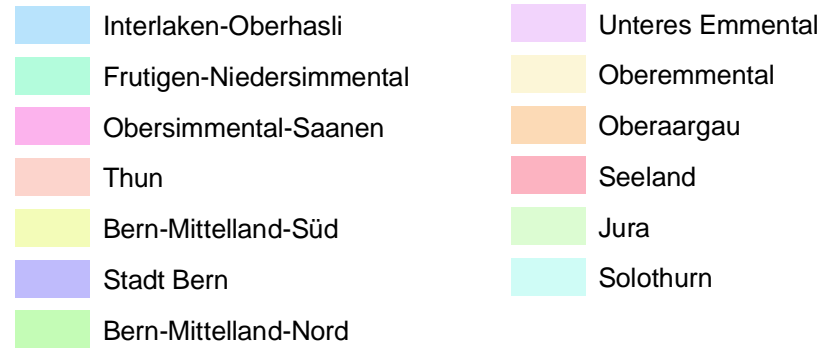 Interlaken-Oberhasli
Frutigen-Niedersimmental
Obersimmental-Saanen
Thun
Bern-Mittelland-Süd
Stadt Bern
Bern-Mittelland-Nord
Unteres Emmental
Oberemmental
Oberaargau
Seeland
Jura
Solothurn